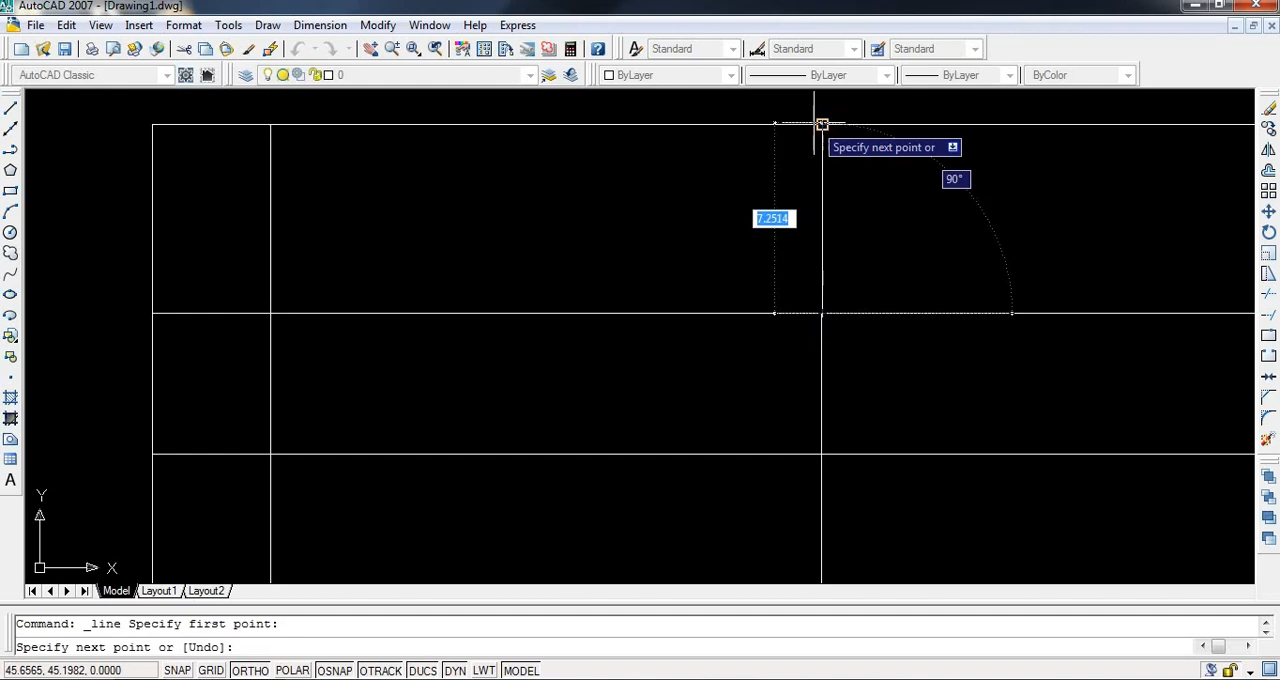 AutoCAD 2007 - [Drawing1.dwg]
File Edit View Insert Format Tools Draw Dimension Modify Window Help Express
Standard Standard Standard
AutoCAD Classic 0 ByLayer ByLayer ByLayer ByColor
Specify next point or
90°
7.2514
A
Y
X
Model Layout1 Layout2
Command: _line Specify first point:
Specify next point or [Undo]:
45.6565, 45.1982, 0.0000 SNAP GRID ORTHO POLAR OSNAP OTRACK DUCS DYN LWT MODEL